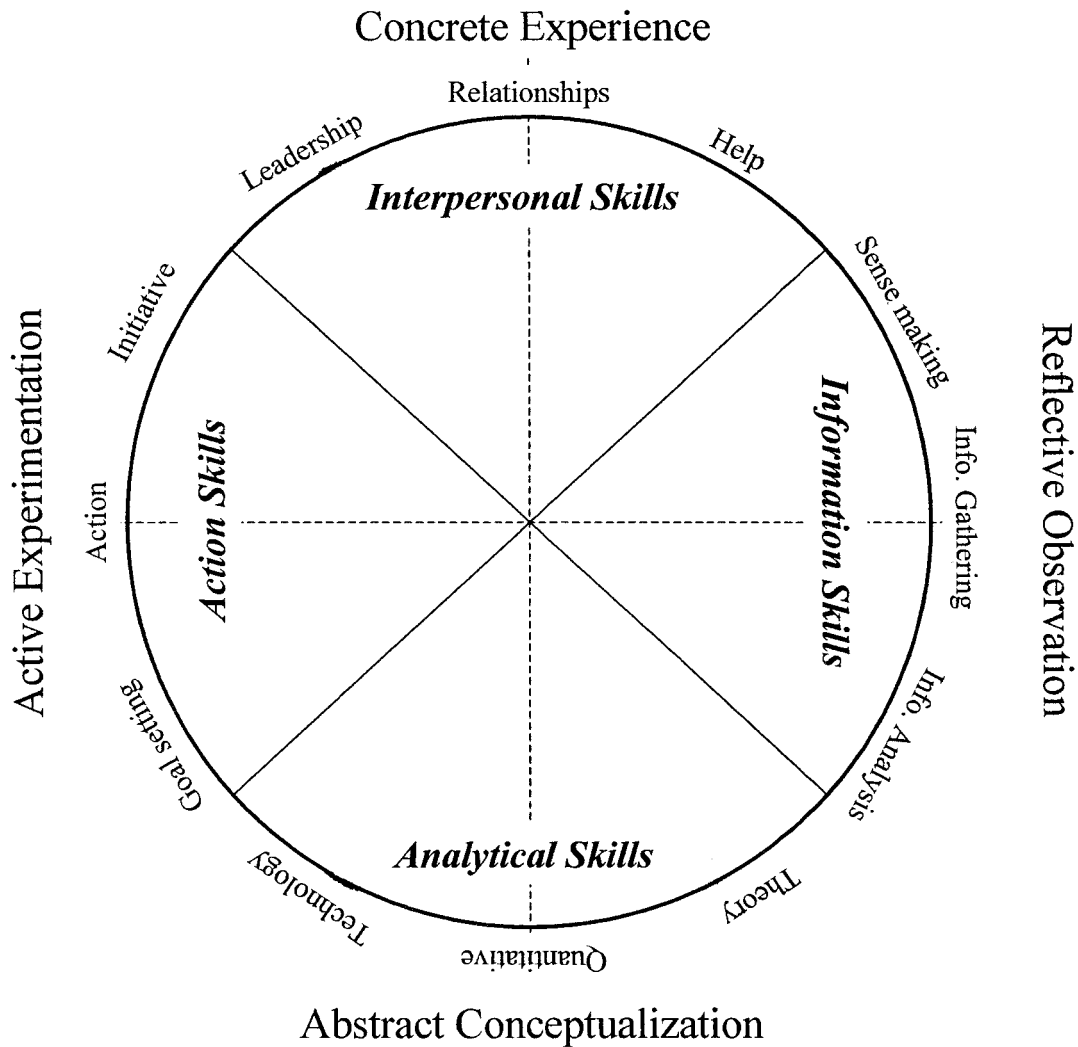 Concrete Experience
Relationships
Leadership
Help
Interpersonal Skills
Initiative
Sense making
Active Experimentation
Action
Action Skills
Information Skills
Info. Gathering
Reflective Observation
Goal setting
Info. Analysis
Analytical Skills
Technology
Theory
Quantitative
Abstract Conceptualization